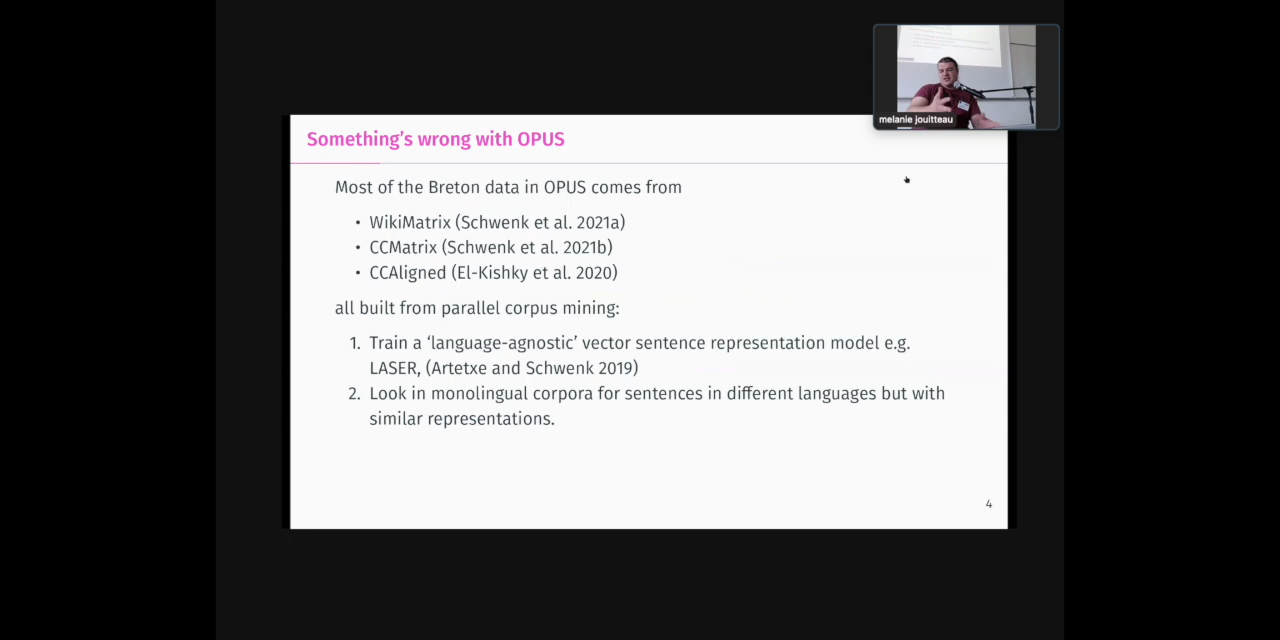 melanie jouitteau
Something's wrong with OPUS
Most of the Breton data in OPUS comes from
• WikiMatrix (Schwenk et al. 2021a)
• CCMatrix (Schwenk et al. 2021b)
• CCAligned (El-Kishky et al. 2020)
all built from parallel corpus mining:
1. Train a ‘language-agnostic’ vector sentence representation model e.g.
LASER, (Artetxe and Schwenk 2019)
2. Look in monolingual corpora for sentences in different languages but with
similar representations.
4